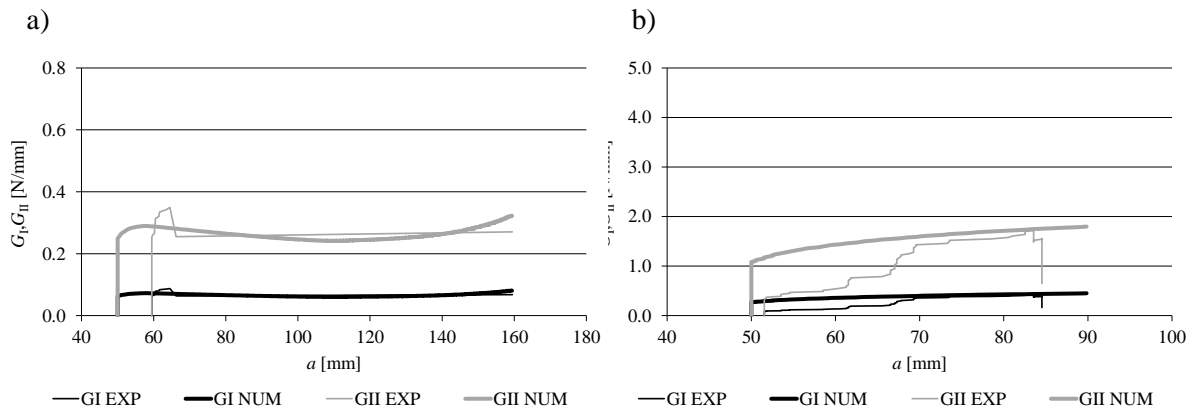 a)
0.8
0.6
0.4
0.2
0.0
GI,GII [N/mm]
40 60 80 100 120 140 160 180
a [mm]
GI EXP GI NUM GII EXP GII NUM
b)
5.0
4.0
3.0
2.0
1.0
0.0
40 50 60 70 80 90 100
a [mm]
GI EXP GI NUM GII EXP GII NUM